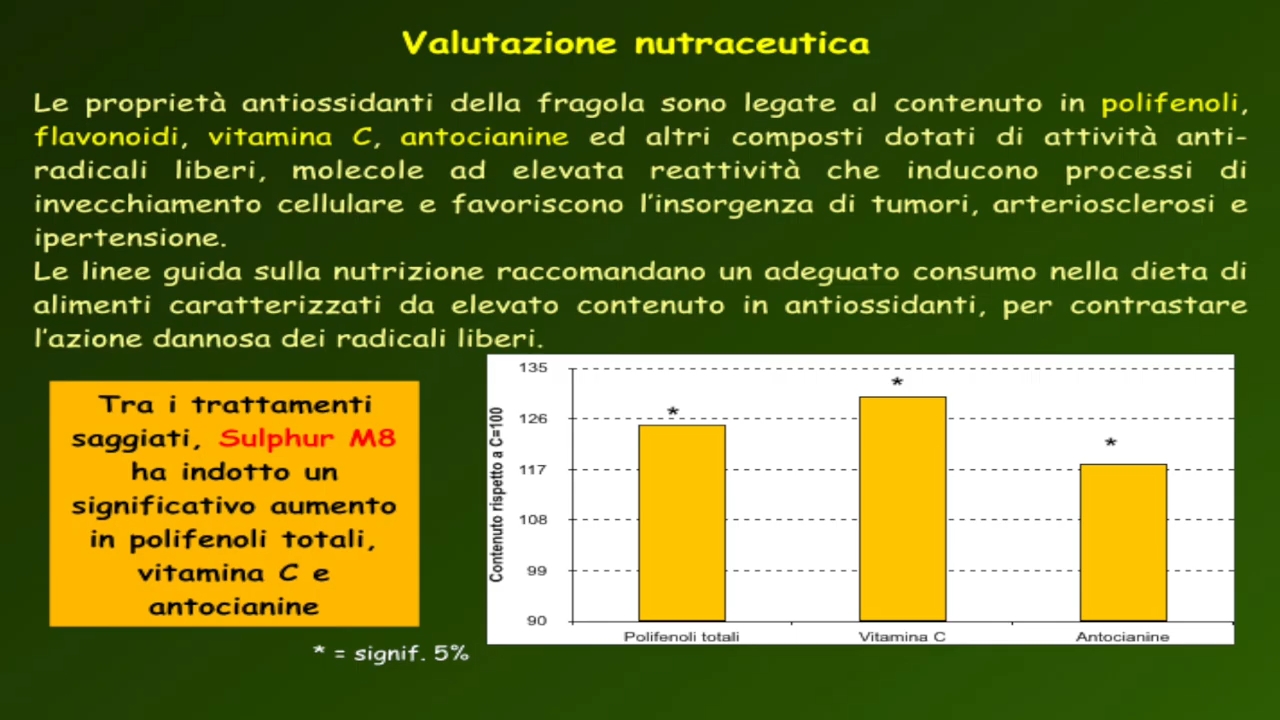 Valutazione nutraceutica
Le proprietà antiossidanti della fragola sono legate al contenuto in polifenoli,
flavonoidi, vitamina C, antocianine ed altri composti dotati di attività anti-
radicali liberi, molecole ad elevata reattività che inducono processi di
invecchiamento cellulare e favoriscono l'insorgenza di tumori, arteriosclerosi e
ipertensione.
Le linee guida sulla nutrizione raccomandano un adeguato consumo nella dieta di
alimenti caratterizzati da elevato contenuto in antiossidanti, per contrastare
l'azione dannosa dei radicali liberi.
Tra i trattamenti
saggiati, Sulphur M8
ha indotto un
significativo aumento
in polifenoli totali,
vitamina C e
antocianine
* = signif. 5%
Contenuto rispetto a C=100
135
126
117
108
99
90
*
*
*
Polifenoli totali
Vitamina C
Antocianine